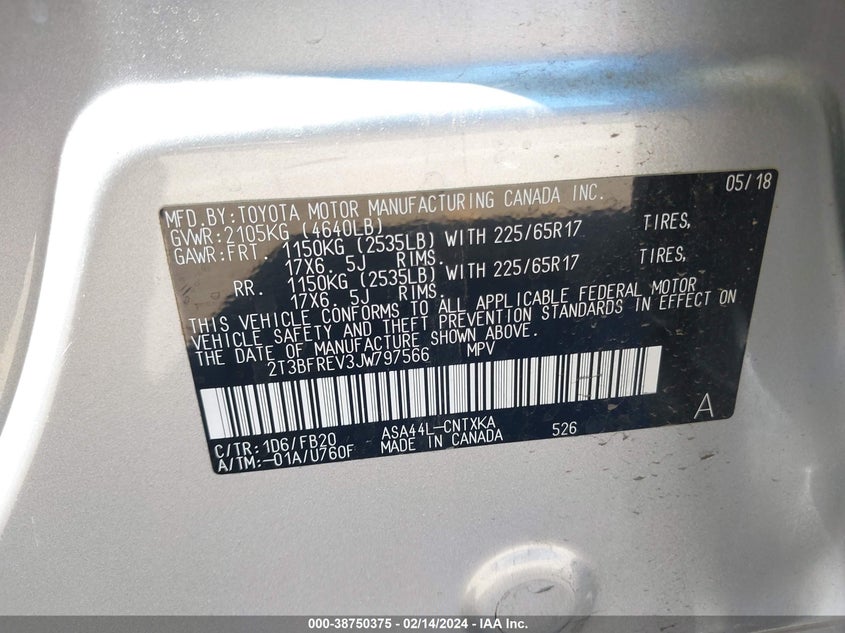 05/18
MFD.BY:TOYOTA MOTOR MANUFACTURING CANADA INC.
GVWR:2105KG (4640LB)
GAWR:FRT. 1150KG (2535LB) WITH 225/65R17 TIRES,
17X6. 5J RIMS.
RR. 1150KG (2535LB) WITH 225/65R17 TIRES,
17X6. 5J RIMS.
THIS VEHICLE CONFORMS TO ALL APPLICABLE FEDERAL MOTOR
VEHICLE SAFETY AND THEFT PREVENTION STANDARDS IN EFFECT ON
THE DATE OF MANUFACTURE SHOWN ABOVE.
2T3BFREV3JW797566 MPV
A
C/TR:1D6/FB20 ASA44L-CNTXKA 526
A/TM:-01A/U760F MADE IN CANADA
000-38750375 - 02/14/2024 - IAA Inc.